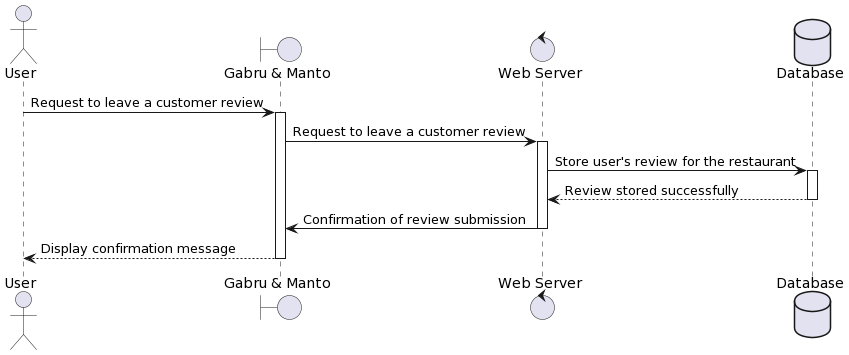 User
Gabru & Manto
Web Server
Database
Request to leave a customer review
Request to leave a customer review
Store user's review for the restaurant
Review stored successfully
Confirmation of review submission
Display confirmation message
User
Gabru & Manto
Web Server
Database